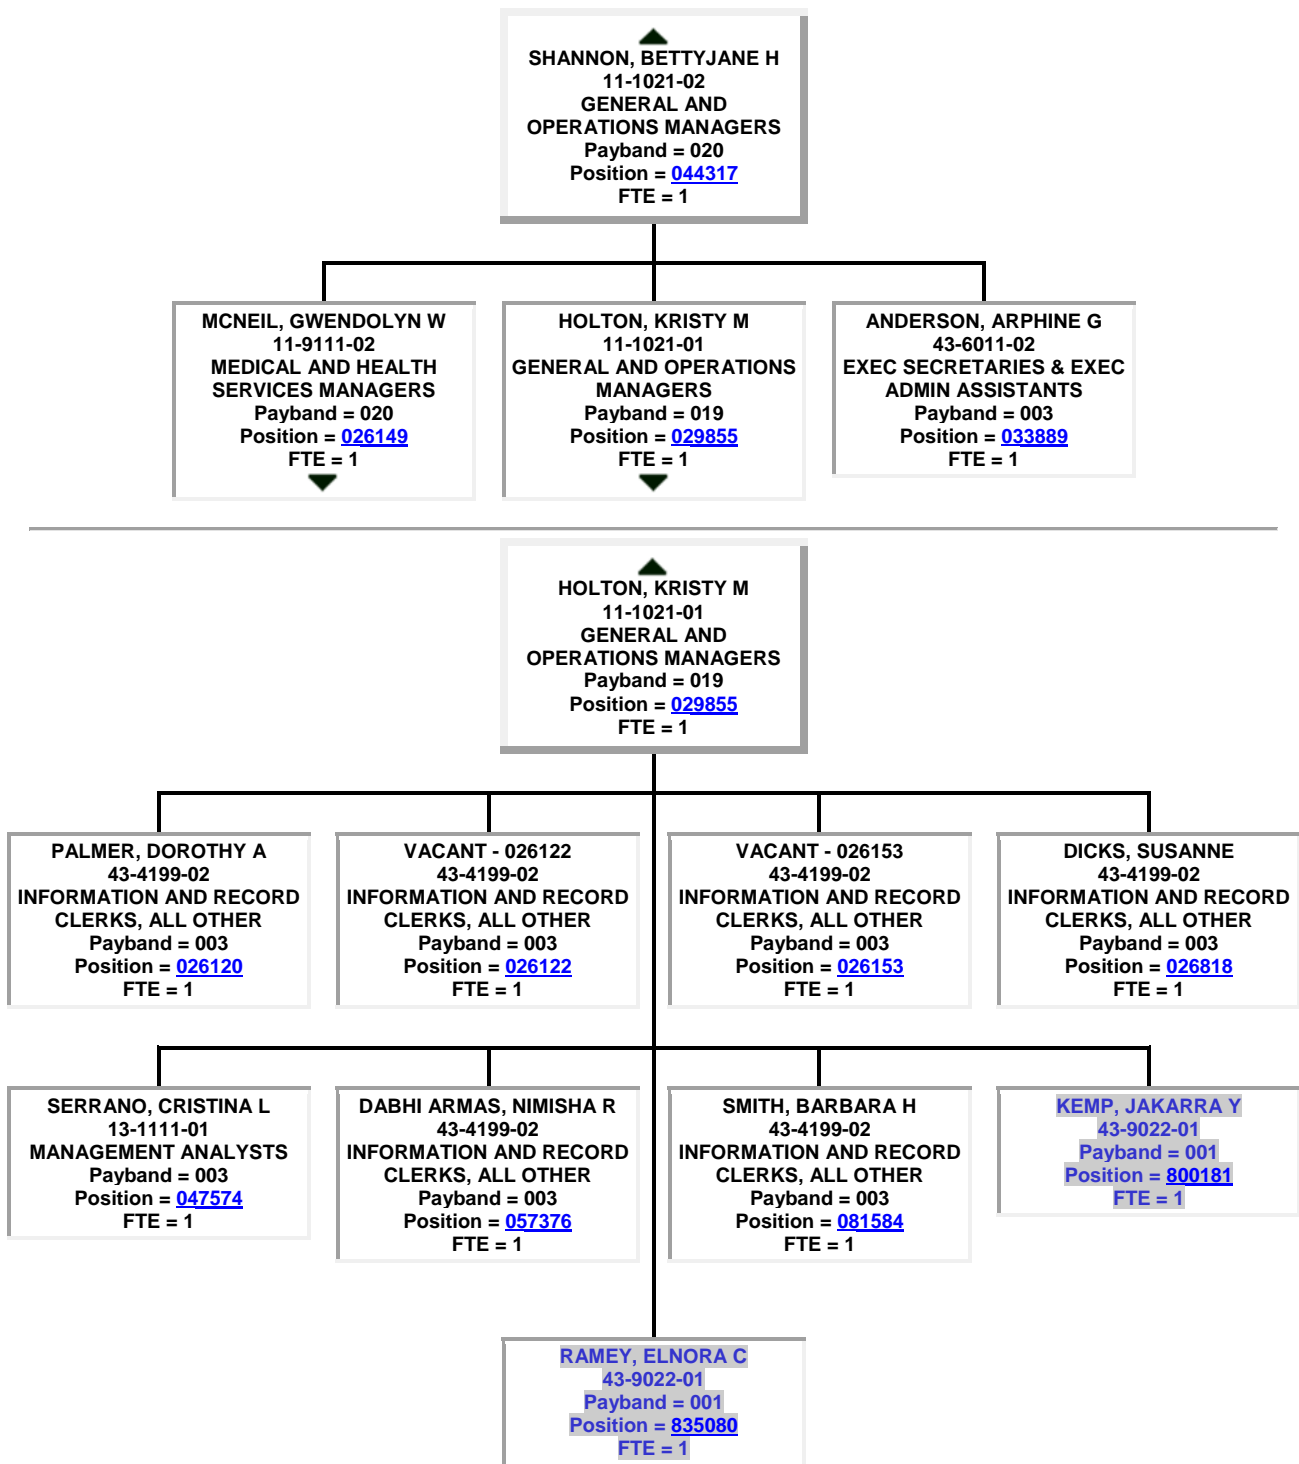 SHANNON, BETTYJANE H
11-1021-02
GENERAL AND
OPERATIONS MANAGERS
Payband = 020
Position = 044317
FTE = 1
MCNEIL, GWENDOLYN W
11-9111-02
MEDICAL AND HEALTH
SERVICES MANAGERS
Payband = 020
Position = 026149
FTE = 1
HOLTON, KRISTY M
11-1021-01
GENERAL AND OPERATIONS
MANAGERS
Payband = 019
Position = 029855
FTE = 1
ANDERSON, ARPHINE G
43-6011-02
EXEC SECRETARIES & EXEC
ADMIN ASSISTANTS
Payband = 003
Position = 033889
FTE = 1
HOLTON, KRISTY M
11-1021-01
GENERAL AND
OPERATIONS MANAGERS
Payband = 019
Position = 029855
FTE = 1
PALMER, DOROTHY A
43-4199-02
INFORMATION AND RECORD
CLERKS, ALL OTHER
Payband = 003
Position = 026120
FTE = 1
VACANT - 026122
43-4199-02
INFORMATION AND RECORD
CLERKS, ALL OTHER
Payband = 003
Position = 026122
FTE = 1
VACANT - 026153
43-4199-02
INFORMATION AND RECORD
CLERKS, ALL OTHER
Payband = 003
Position = 026153
FTE = 1
DICKS, SUSANNE
43-4199-02
INFORMATION AND RECORD
CLERKS, ALL OTHER
Payband = 003
Position = 026818
FTE = 1
SERRANO, CRISTINA L
13-1111-01
MANAGEMENT ANALYSTS
Payband = 003
Position = 047574
FTE = 1
DABHI ARMAS, NIMISHA R
43-4199-02
INFORMATION AND RECORD
CLERKS, ALL OTHER
Payband = 003
Position = 057376
FTE = 1
SMITH, BARBARA H
43-4199-02
INFORMATION AND RECORD
CLERKS, ALL OTHER
Payband = 003
Position = 081584
FTE = 1
KEMP, JAKARRA Y
43-9022-01
Payband = 001
Position = 800181
FTE = 1
RAMEY, ELNORA C
43-9022-01
Payband = 001
Position = 835080
FTE = 1